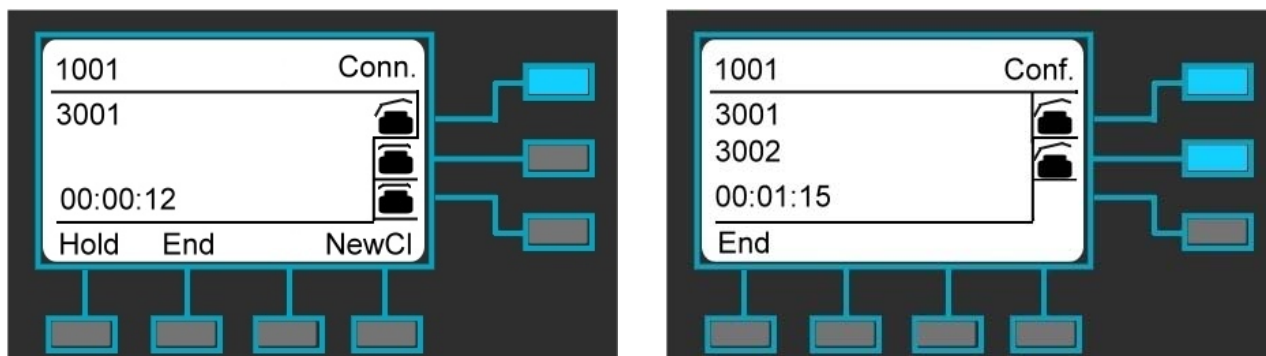 1001 Conn.
3001
00:00:12
Hold End NewCl
1001 Conf.
3001
3002
00:01:15
End